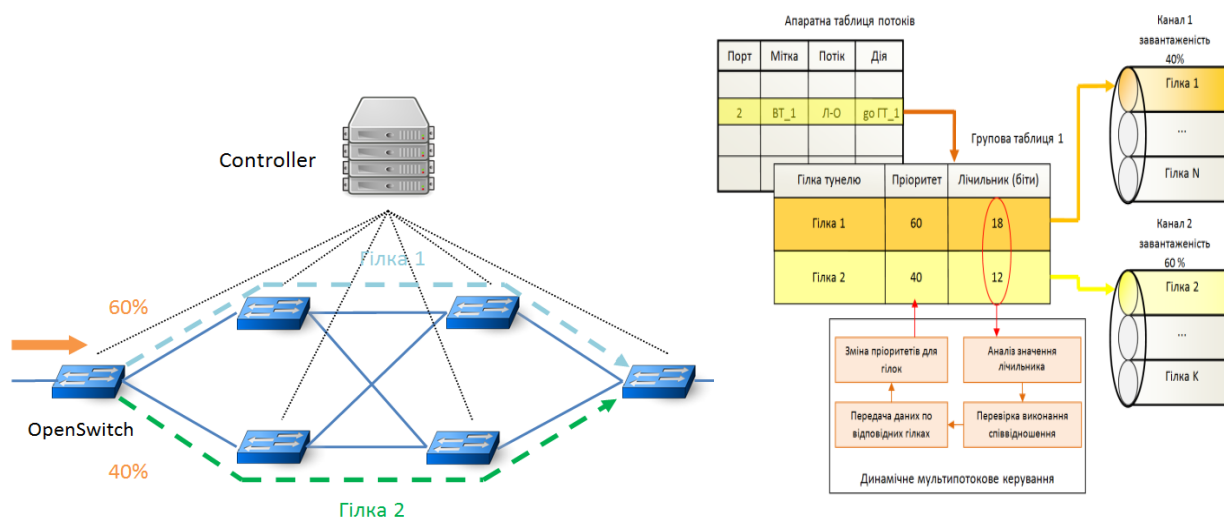 Controller
Гілка 1
60%
OpenSwitch
40%
Гілка 2
Апаратна таблиця потоків
Порт Мітка Потік Дія
2 ВТ_1 Л-О go ГТ_1
Групова таблиця 1
Гілка тунелю Пріоритет Лічильник (біти)
Гілка 1 60 18
Гілка 2 40 12
Зміна пріоритетів для
гілок
Аналіз значення
лічильника
Передача даних по
відповідних гілках
Перевірка виконання
співвідношення
Динамічне мультипотокове керування
Канал 1
завантаженість
40%
Гілка 1
...
Гілка N
Канал 2
завантаженість
60 %
Гілка 2
...
Гілка K